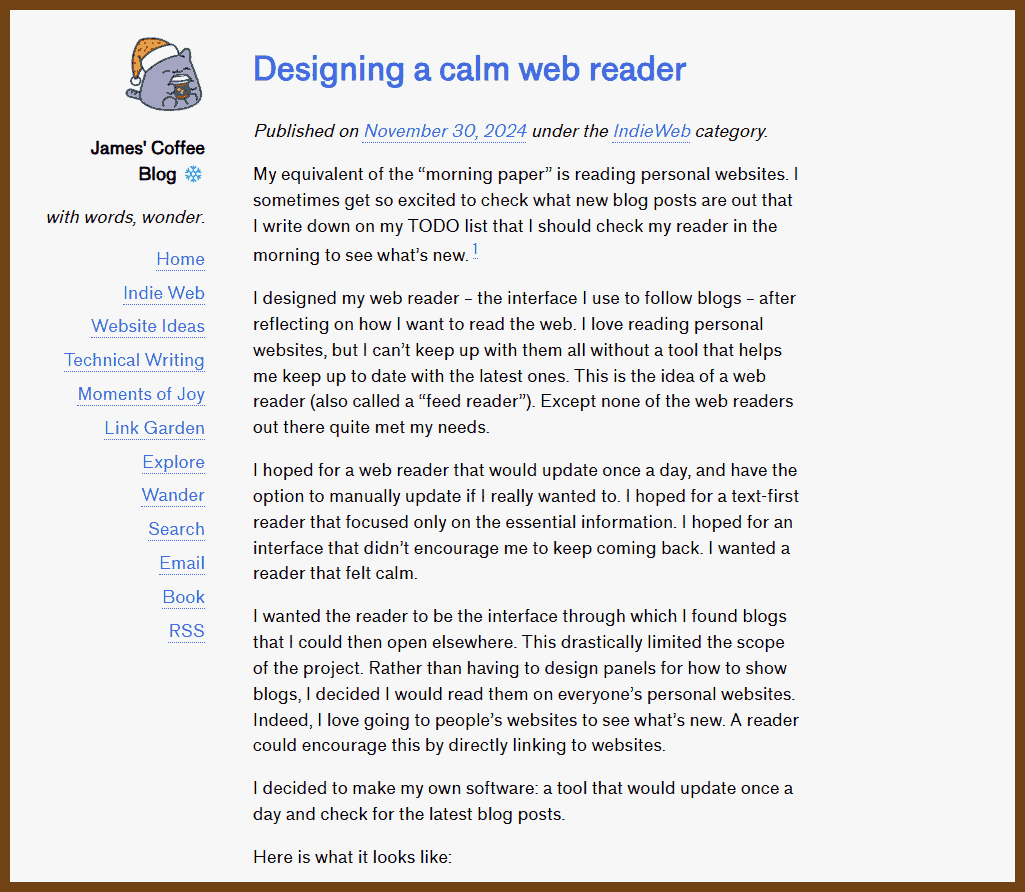 James' Coffee
Blog
with words, wonder.
Home
Indie Web
Website Ideas
Technical Writing
Moments of Joy
Link Garden
Explore
Wander
Search
Email
Book
RSS
Designing a calm web reader
Published on November 30, 2024 under the IndieWeb category.
My equivalent of the “morning paper” is reading personal websites. I
sometimes get so excited to check what new blog posts are out that
I write down on my TODO list that I should check my reader in the
morning to see what’s new. 1
I designed my web reader – the interface I use to follow blogs – after
reflecting on how I want to read the web. I love reading personal
websites, but I can’t keep up with them all without a tool that helps
me keep up to date with the latest ones. This is the idea of a web
reader (also called a “feed reader”). Except none of the web readers
out there quite met my needs.
I hoped for a web reader that would update once a day, and have the
option to manually update if I really wanted to. I hoped for a text-first
reader that focused only on the essential information. I hoped for an
interface that didn’t encourage me to keep coming back. I wanted a
reader that felt calm.
I wanted the reader to be the interface through which I found blogs
that I could then open elsewhere. This drastically limited the scope
of the project. Rather than having to design panels for how to show
blogs, I decided I would read them on everyone’s personal websites.
Indeed, I love going to people’s websites to see what’s new. A reader
could encourage this by directly linking to websites.
I decided to make my own software: a tool that would update once a
day and check for the latest blog posts.
Here is what it looks like: